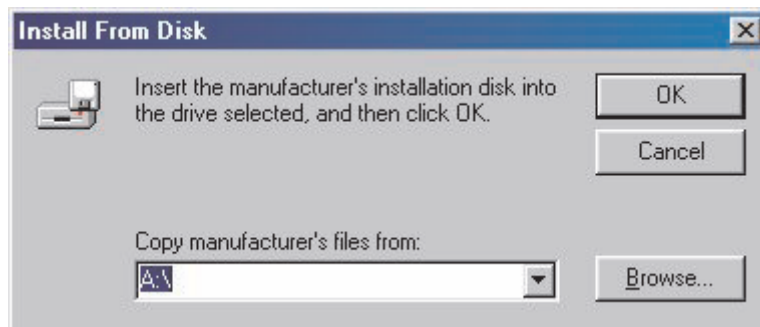 Install From Disk
Insert the manufacturer's installation disk into
the drive selected, and then click OK.
OK
Cancel
Copy manufacturer's files from:
A:\
Browse...